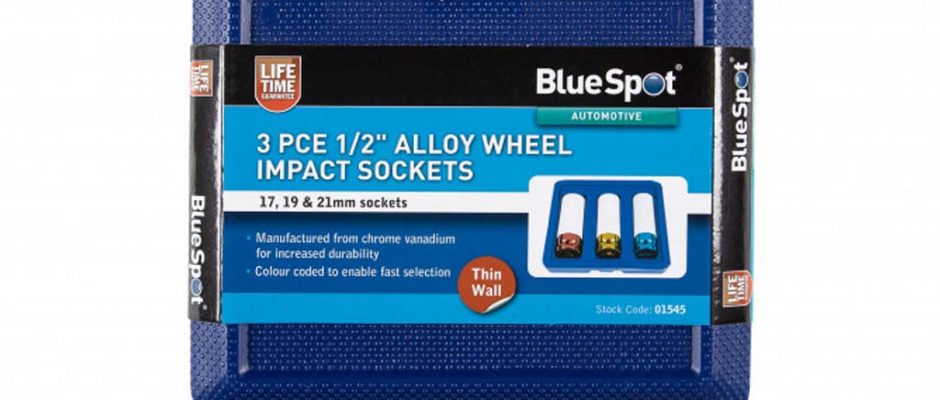 LIFE
TIME
GUARANTEE
BlueSpot®
AUTOMOTIVE
3 PCE 1/2" ALLOY WHEEL
IMPACT SOCKETS
17, 19 & 21mm sockets
• Manufactured from chrome vanadium
for increased durability
• Colour coded to enable fast selection
Thin
Wall
Stock Code: 01545
LIFE
TIME
BlueSpot®
BlueSpot®
LIFE
TIME